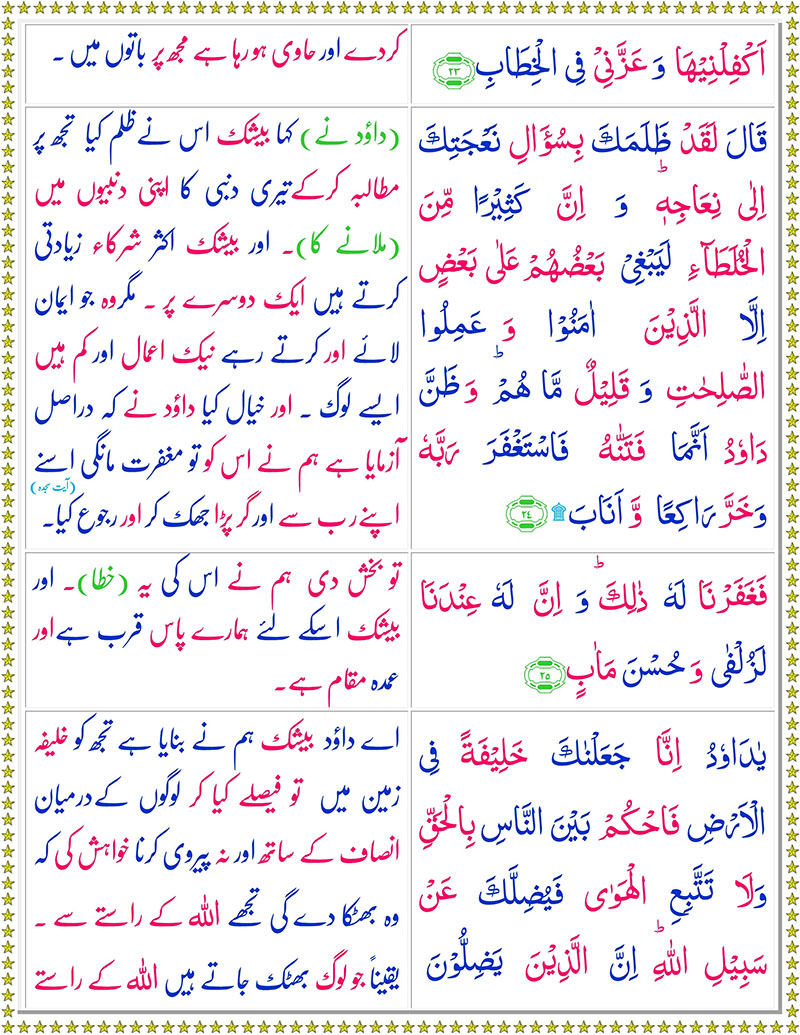 اَكْفِلْنِيْهَا وَ عَزَّنِيْ فِي الْخِطَابِ ٢٣
کردے اور حاوی ہو رہا ہے مجھ پر باتوں میں ۔
قَالَ لَقَدْ ظَلَمَكَ بِسُؤَالِ نَعْجَتِكَ
اِلٰى نِعَاجِهٖ ؕ وَ اِنَّ كَثِيْرًا مِّنَ
الْخُلَطَآءِ لَيَبْغِيْ بَعْضُهُمْ عَلٰى بَعْضٍ
اِلَّا الَّذِيْنَ اٰمَنُوْا وَ عَمِلُوا
الصّٰلِحٰتِ وَ قَلِيْلٌ مَّا هُمْ ؕ وَ ظَنَّ
دَاوٗدُ اَنَّمَا فَتَنّٰهُ فَاسْتَغْفَرَ رَبَّهٗ
وَ خَرَّ رَاكِعًا وَّ اَنَابَ ۩ ٢٤
(داؤد نے) کہا بیشک اس نے ظلم کیا تجھ پر
مطالبہ کرکے تیری دنبی کا اپنی دنبیوں میں
(ملانے کا)۔ اور بیشک اکثر شرکاء زیادتی
کرتے ہیں ایک دوسرے پر ۔ مگر وہ جو ایمان
لائے اور کرتے رہے نیک اعمال اور کم ہیں
ایسے لوگ ۔ اور خیال کیا داؤد نے کہ دراصل
آزمایا ہے ہم نے اس کو تو مغفرت مانگی اسنے
(آیت سجدہ)
اپنے رب سے اور گر پڑا جھک کر اور رجوع کیا۔
فَغَفَرْنَا لَهٗ ذٰلِكَ ؕ وَ اِنَّ لَهٗ عِنْدَنَا
لَزُلْفٰى وَ حُسْنَ مَاٰبٍ ٢٥
تو بخش دی ہم نے اس کی یہ (خطا)۔ اور
بیشک اسکے لئے ہمارے پاس قرب ہے اور
عمدہ مقام ہے۔
يٰدَاوٗدُ اِنَّا جَعَلْنٰكَ خَلِيْفَةً فِي
الْاَرْضِ فَاحْكُمْ بَيْنَ النَّاسِ بِالْحَقِّ
وَلَا تَتَّبِعِ الْهَوٰى فَيُضِلَّكَ عَنْ
سَبِيْلِ اللّٰهِ ؕ اِنَّ الَّذِيْنَ يَضِلُّوْنَ
اے داؤد بیشک ہم نے بنایا ہے تجھ کو خلیفہ
زمین میں تو فیصلے کیا کر لوگوں کے درمیان
انصاف کے ساتھ اور نہ پیروی کرنا خواہش کی کہ
وہ بھٹکا دے گی تجھے اللہ کے راستے سے ۔
یقیناً جو لوگ بھٹک جاتے ہیں اللہ کے راستے